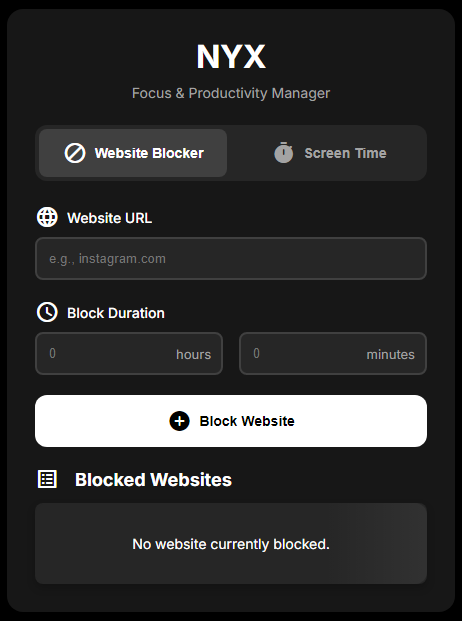 NYX
Focus & Productivity Manager
Website Blocker
Screen Time
Website URL
e.g., instagram.com
Block Duration
0 hours
0 minutes
Block Website
Blocked Websites
No website currently blocked.